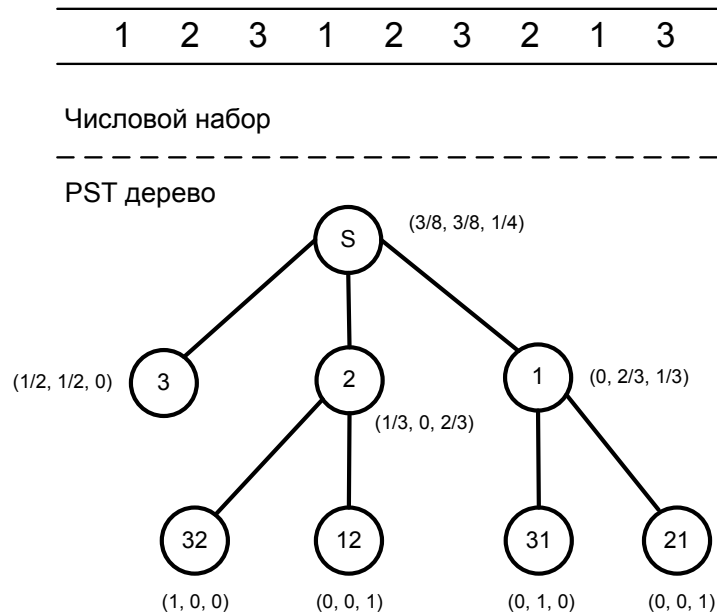 1 2 3 1 2 3 2 1 3
Числовой набор
PST дерево
S (3/8, 3/8, 1/4)
(1/2, 1/2, 0) 3 2 1 (0, 2/3, 1/3)
(1/3, 0, 2/3)
32 12 31 21
(1, 0, 0) (0, 0, 1) (0, 1, 0) (0, 0, 1)